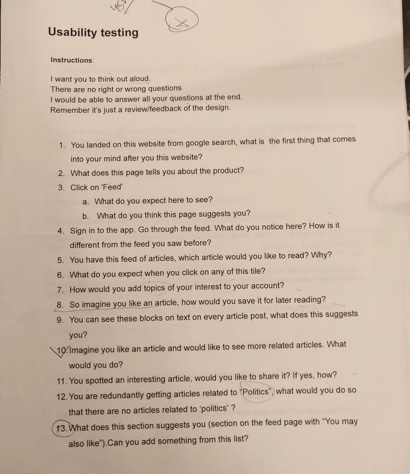 Usability testing
Instructions:
I want you to think out aloud.
There are no right or wrong questions
I would be able to answer all your questions at the end.
Remember it's just a review/feedback of the design.
1. You landed on this website from google search, what is the first thing that comes
into your mind after you this website?
2. What does this page tells you about the product?
3. Click on 'Feed'
a. What do you expect here to see?
b. What do you think this page suggests you?
4. Sign in to the app. Go through the feed. What do you notice here? How is it
different from the feed you saw before?
5. You have this feed of articles, which article would you like to read? Why?
6. What do you expect when you click on any of this tile?
7. How would you add topics of your interest to your account?
8. So imagine you like an article, how would you save it for later reading?
9. You can see these blocks on text on every article post, what does this suggests
you?
10. Imagine you like an article and would like to see more related articles. What
would you do?
11. You spotted an interesting article, would you like to share it? If yes, how?
12. You are redundantly getting articles related to "Politics", what would you do so
that there are no articles related to 'politics' ?
13. What does this section suggests you (section on the feed page with "You may
also like").Can you add something from this list?